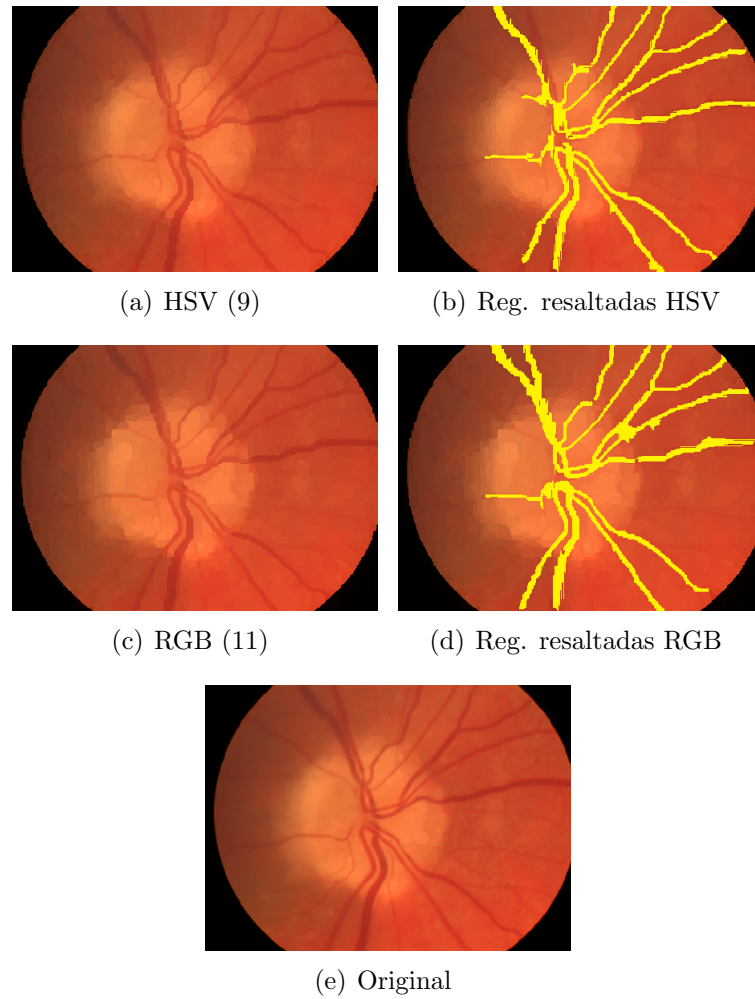 (a) HSV (9)
(b) Reg. resaltadas HSV
(c) RGB (11)
(d) Reg. resaltadas RGB
(e) Original